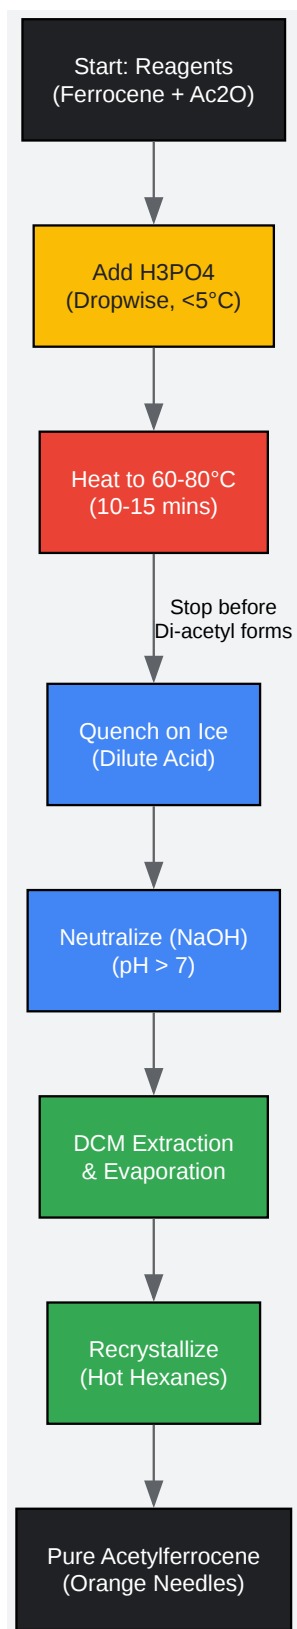 Start: Reagents
(Ferrocene + Ac2O)
Add H3PO4
(Dropwise, <5°C)
Heat to 60-80°C
(10-15 mins)
Stop before
Di-acetyl forms
Quench on Ice
(Dilute Acid)
Neutralize (NaOH)
(pH > 7)
DCM Extraction
& Evaporation
Recrystallize
(Hot Hexanes)
Pure Acetylferrocene
(Orange Needles)